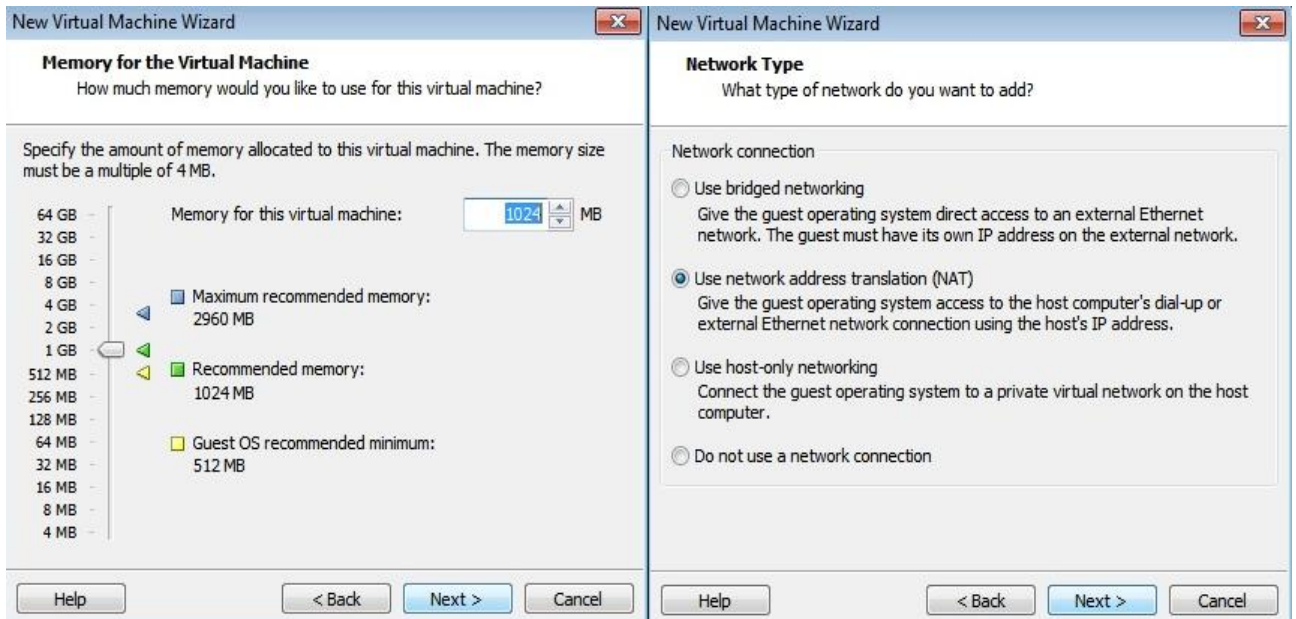 New Virtual Machine Wizard
Memory for the Virtual Machine
How much memory would you like to use for this virtual machine?
Specify the amount of memory allocated to this virtual machine. The memory size
must be a multiple of 4 MB.
64 GB
32 GB
16 GB
8 GB
4 GB
2 GB
1 GB
512 MB
256 MB
128 MB
64 MB
32 MB
16 MB
8 MB
4 MB
Memory for this virtual machine: 1024 MB
Maximum recommended memory:
2960 MB
Recommended memory:
1024 MB
Guest OS recommended minimum:
512 MB
Help < Back Next > Cancel
New Virtual Machine Wizard
Network Type
What type of network do you want to add?
Network connection
Use bridged networking
Give the guest operating system direct access to an external Ethernet
network. The guest must have its own IP address on the external network.
Use network address translation (NAT)
Give the guest operating system access to the host computer's dial-up or
external Ethernet network connection using the host's IP address.
Use host-only networking
Connect the guest operating system to a private virtual network on the host
computer.
Do not use a network connection
Help < Back Next > Cancel